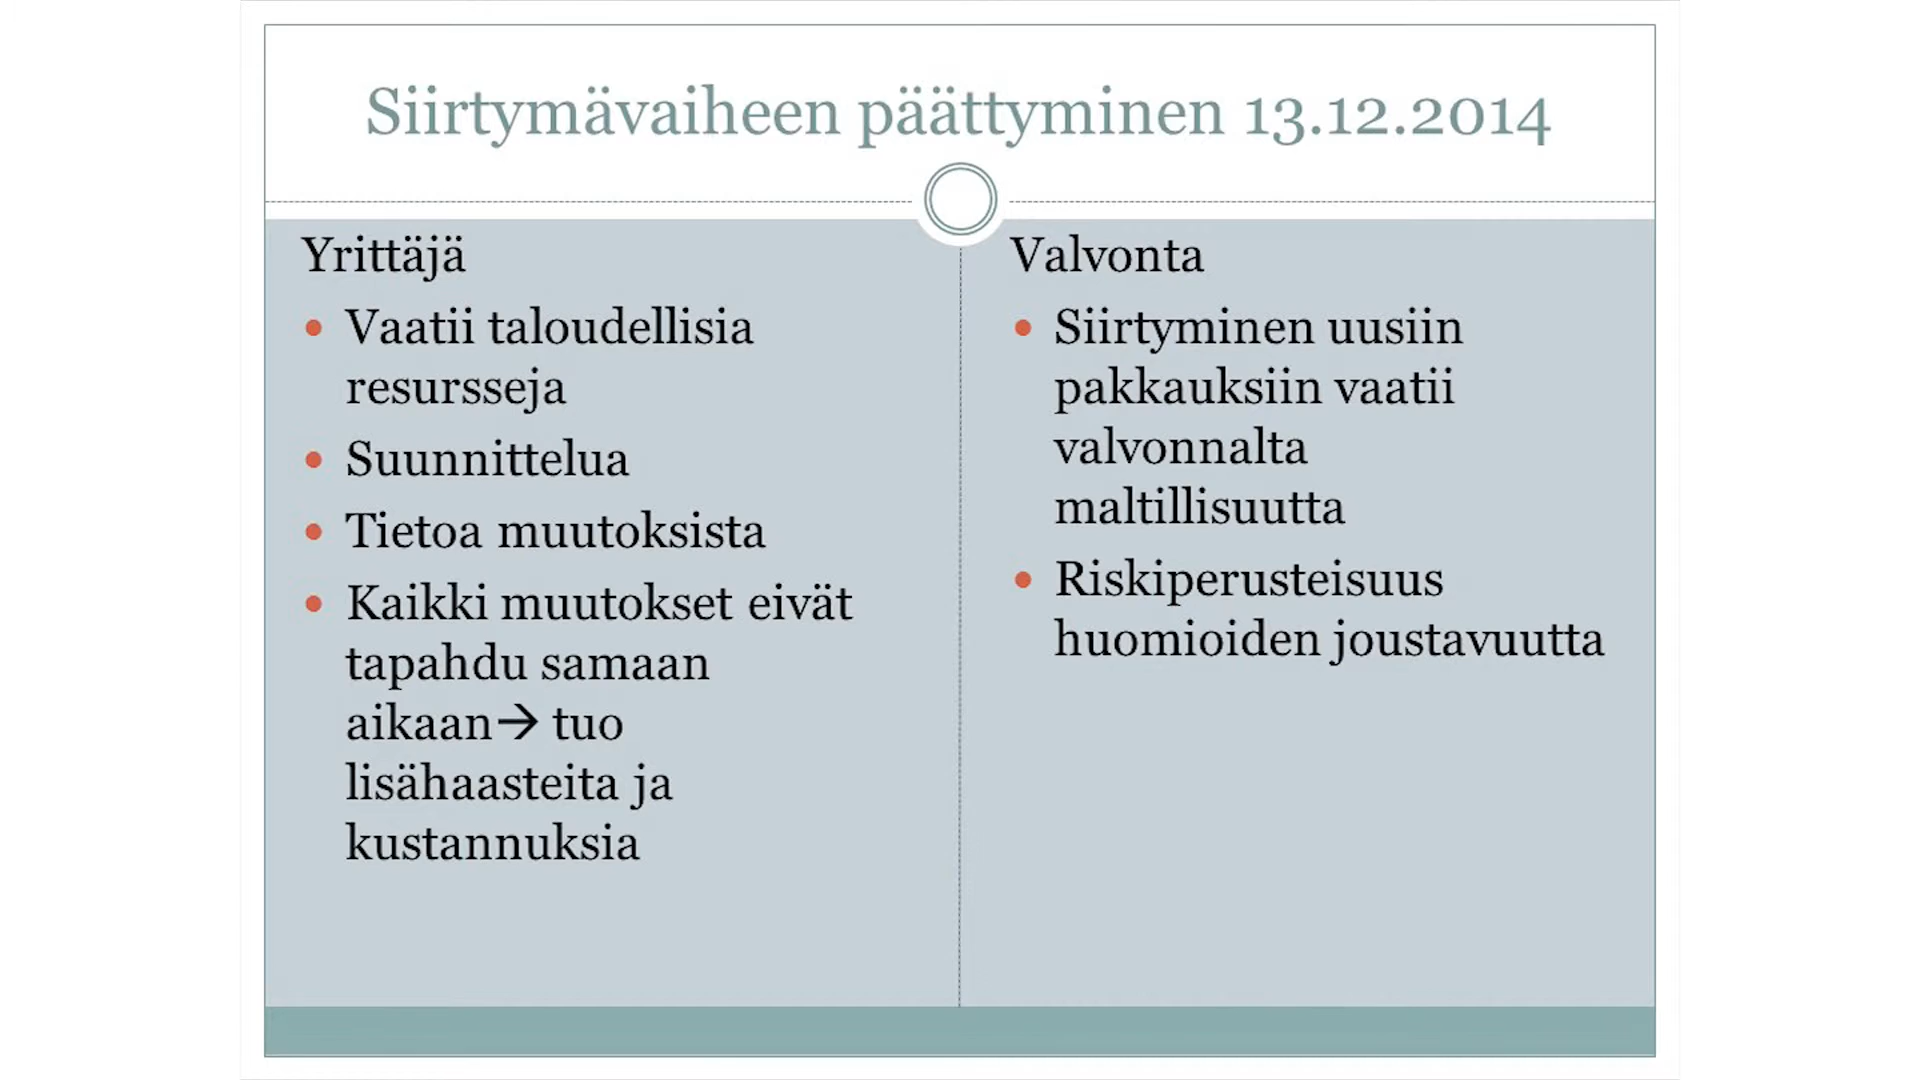 Siirtymävaiheen päättyminen 13.12.2014
Yrittäjä
• Vaatii taloudellisia
resursseja
• Suunnittelua
• Tietoa muutoksista
• Kaikki muutokset eivät
tapahdu samaan
aikaan→ tuo
lisähaasteita ja
kustannuksia
Valvonta
• Siirtyminen uusiin
pakkauksiin vaatii
valvonnalta
maltillisuutta
• Riskiperusteisuus
huomioiden joustavuutta